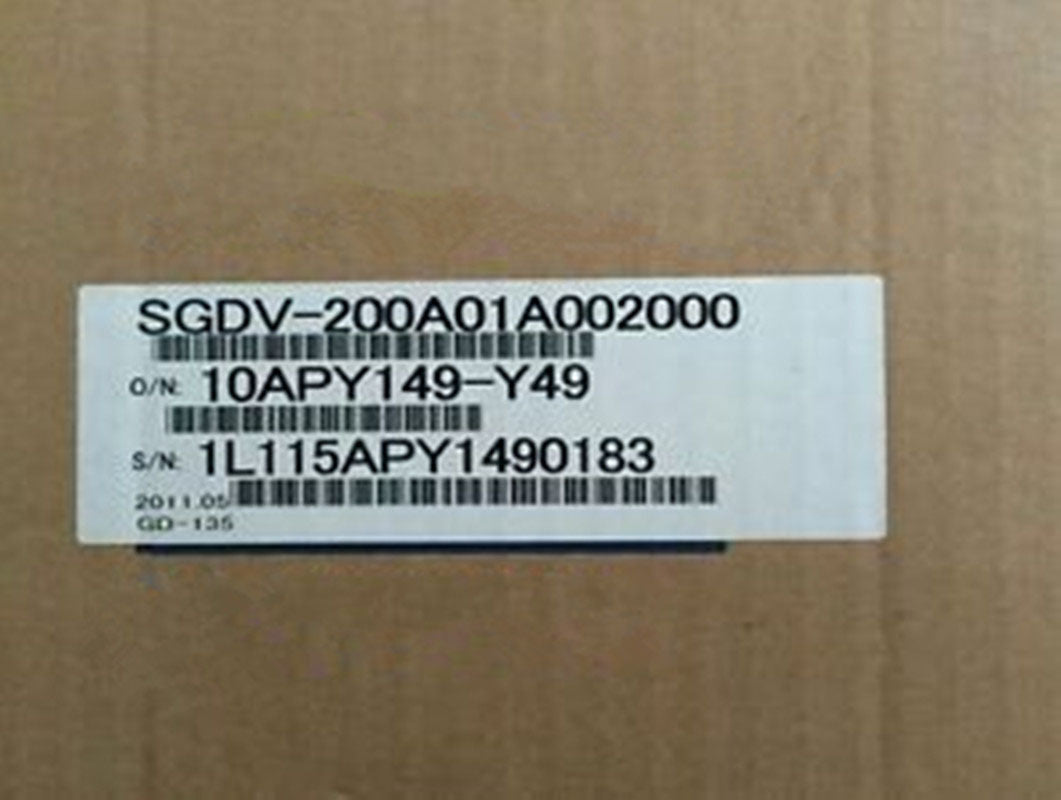 SGDV-200A01A002000
O/N: 10APY149-Y49
S/N: 1L115APY1490183
2011.05
GD-135